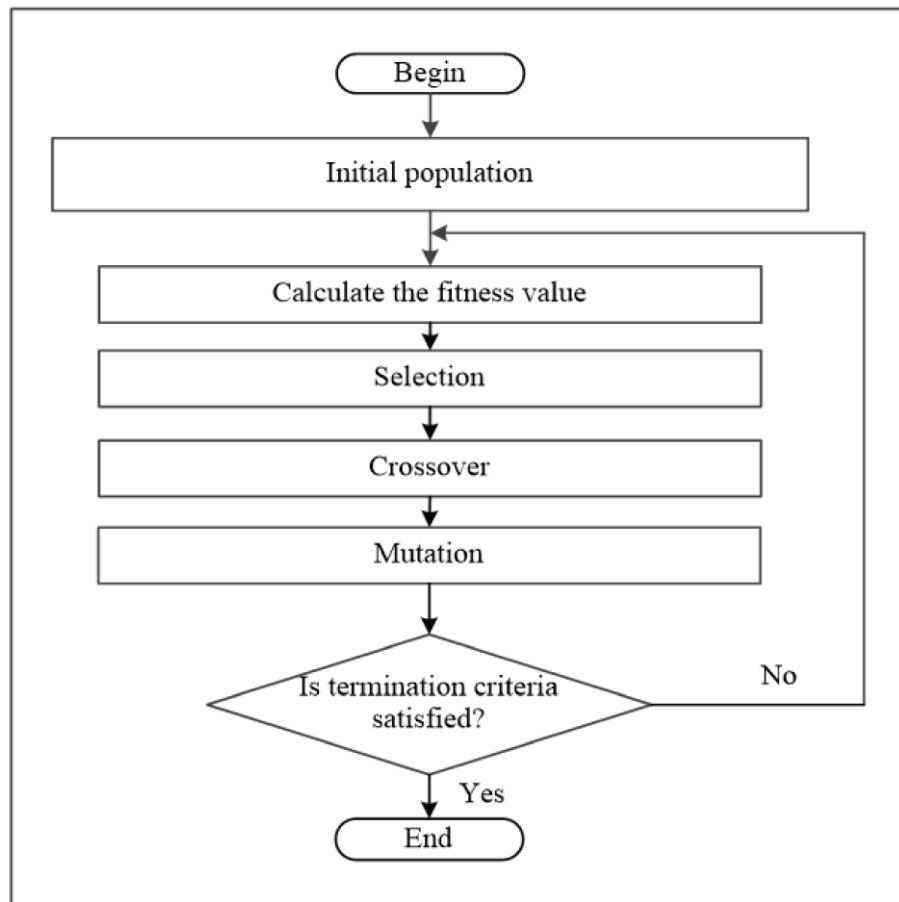 Begin
Initial population
Calculate the fitness value
Selection
Crossover
Mutation
Is termination criteria
satisfied?
No
Yes
End